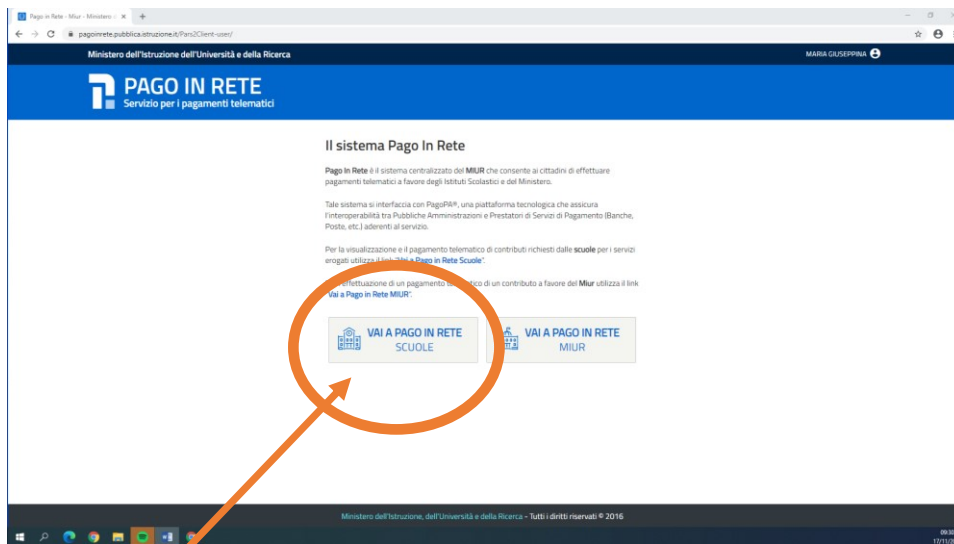 Pago in Rete - Miur - Ministero
pagoinrete.pubblica.istruzione.it/Pars2Client-user/
Ministero dell'Istruzione dell'Università e della Ricerca
MARIA GIUSEPPINA
PAGO IN RETE
Servizio per i pagamenti telematici
Il sistema Pago In Rete
Pago In Rete è il sistema centralizzato del MIUR che consente ai cittadini di effettuare
pagamenti telematici a favore degli Istituti Scolastici e del Ministero.
Tale sistema si interfaccia con PagoPA®, una piattaforma tecnologica che assicura
l'interoperabilità tra Pubbliche Amministrazioni e Prestatori di Servizi di Pagamento (Banche,
Poste, etc.) aderenti al servizio.
Per la visualizzazione e il pagamento telematico di contributi richiesti dalle scuole per i servizi
erogati utilizza il link "Vai a Pago in Rete Scuole".
effettuazione di un pagamento di un contributo a favore del Miur utilizza il link
"Vai a Pago in Rete MIUR".
VAI A PAGO IN RETE
SCUOLE
VAI A PAGO IN RETE
MIUR
Ministero dell'Istruzione, dell'Università e della Ricerca - Tutti i diritti riservati © 2016